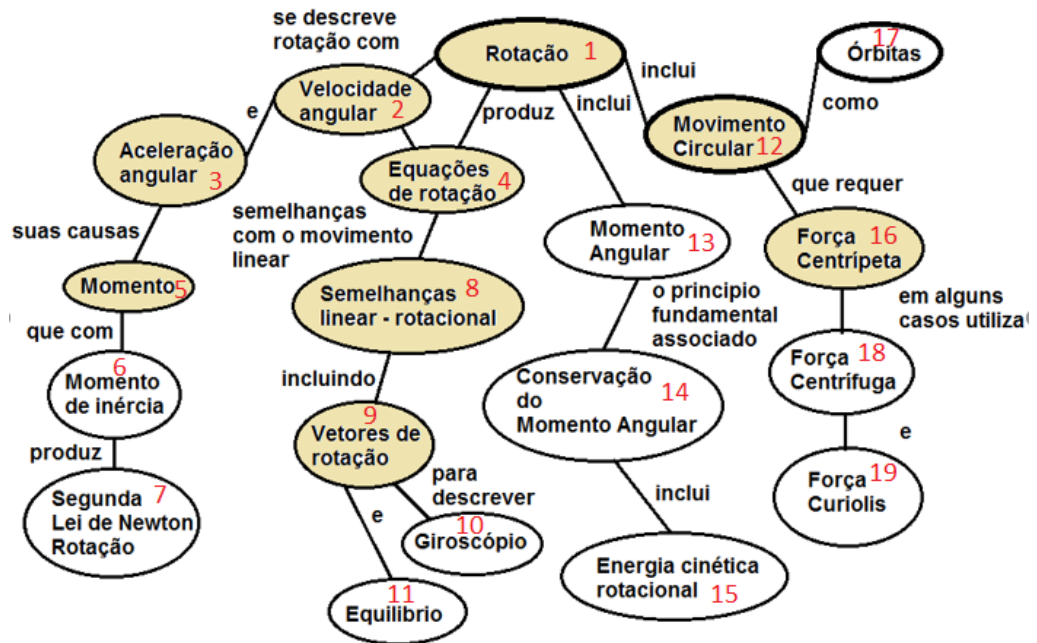 se descreve
rotação com
Rotação 1
inclui
Órbitas
17
como
e
Velocidade
angular 2
produz
inclui
Movimento
Circular 12
Aceleração
angular 3
Equações
de rotação 4
que requer
suas causas
semelhanças
com o movimento
linear
Momento
Angular 13
Força 16
Centrípeta
Momento 5
Semelhanças 8
linear - rotacional
o principio
fundamental
associado
em alguns
casos utiliza
que com
6
Momento
de inércia
incluindo
Conservação
do 14
Momento Angular
Força 18
Centrífuga
9
Vetores de
rotação
e
produz
para
descrever
Força 19
Curiolis
Segunda 7
Lei de Newton
Rotação
e
10
Giroscópio
inclui
11
Equilibrio
Energia cinética
rotacional 15